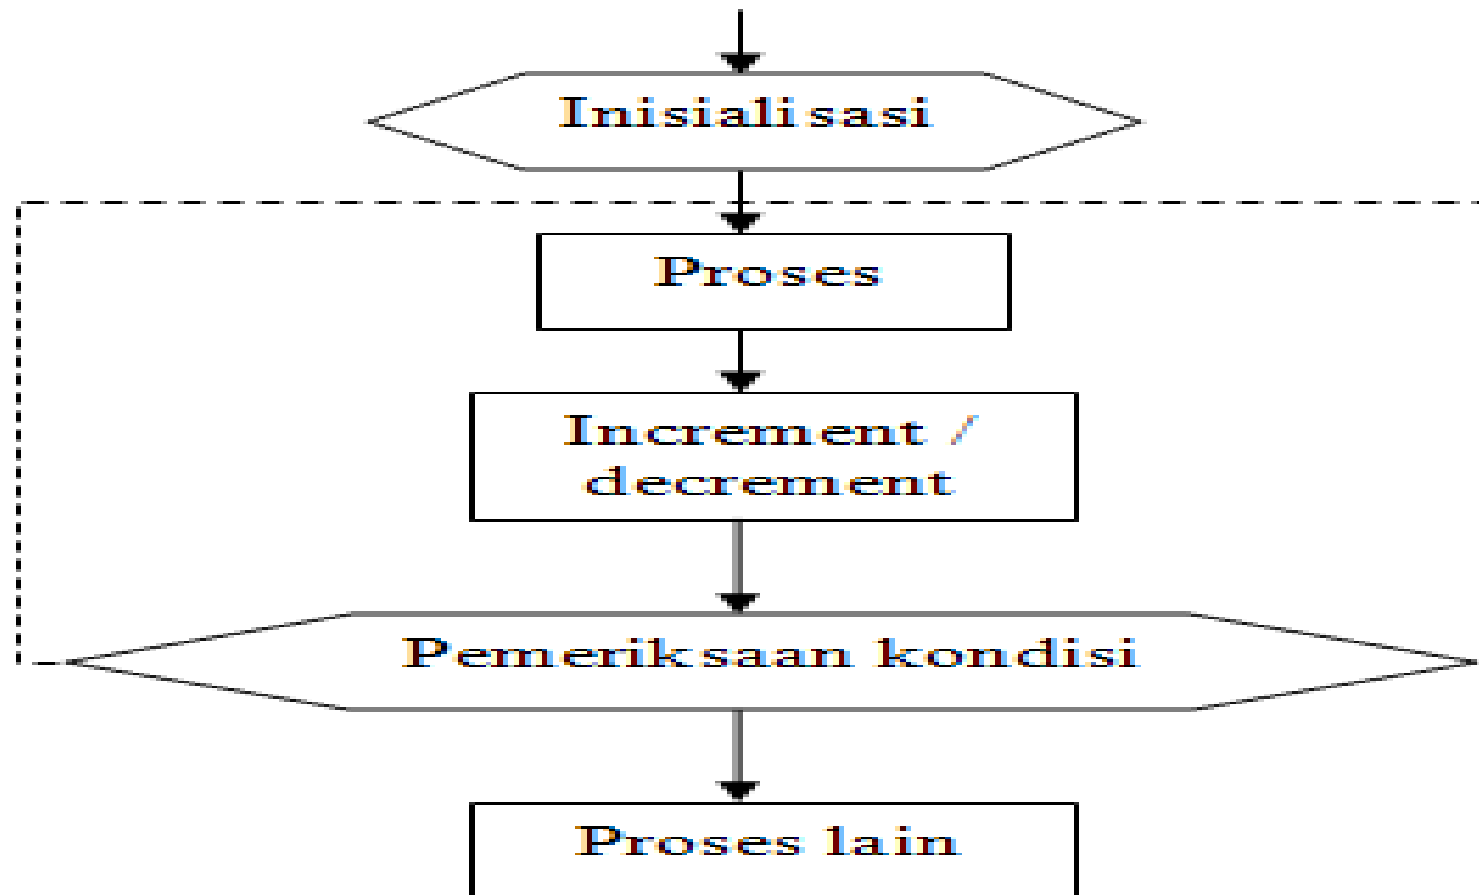 Inisialisasi
Proses
Increment /
decrement
Pemeriksaan kondisi
Proses lain